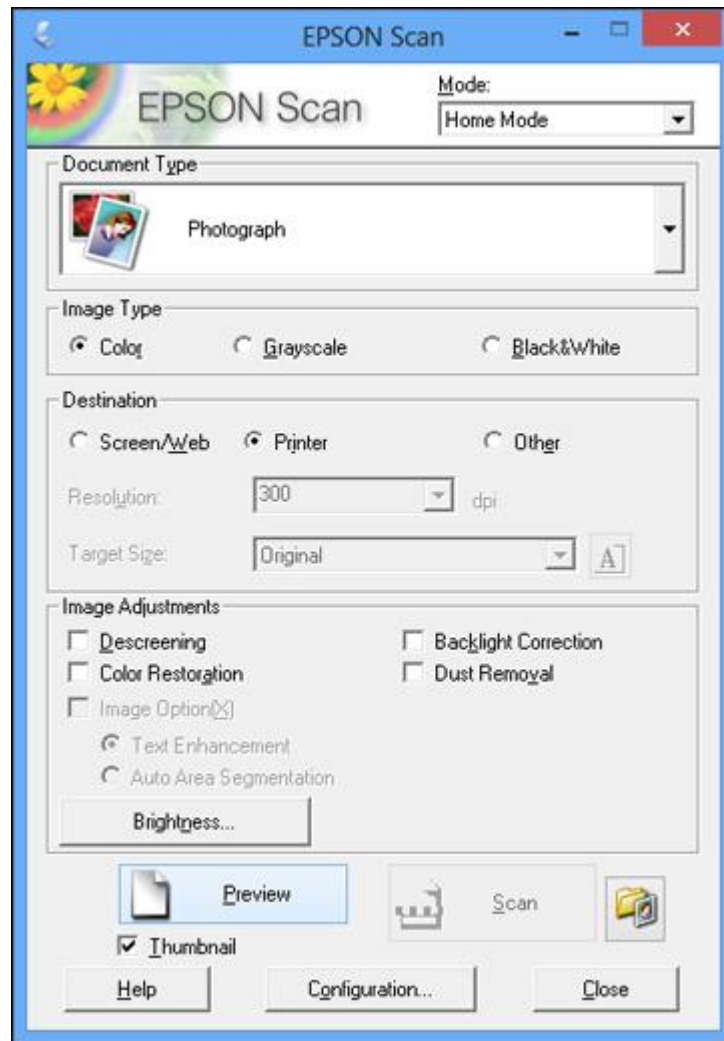 EPSON Scan
EPSON Scan
Mode:
Home Mode
Document Type
Photograph
Image Type
Color Grayscale Black&White
Destination
Screen/Web Printer Other
Resolution: 300 dpi
Target Size: Original A
Image Adjustments
Descreening Backlight Correction
Color Restoration Dust Removal
Image Option(X)
Text Enhancement
Auto Area Segmentation
Brightness...
Preview Scan
Thumbnail
Help Configuration... Close